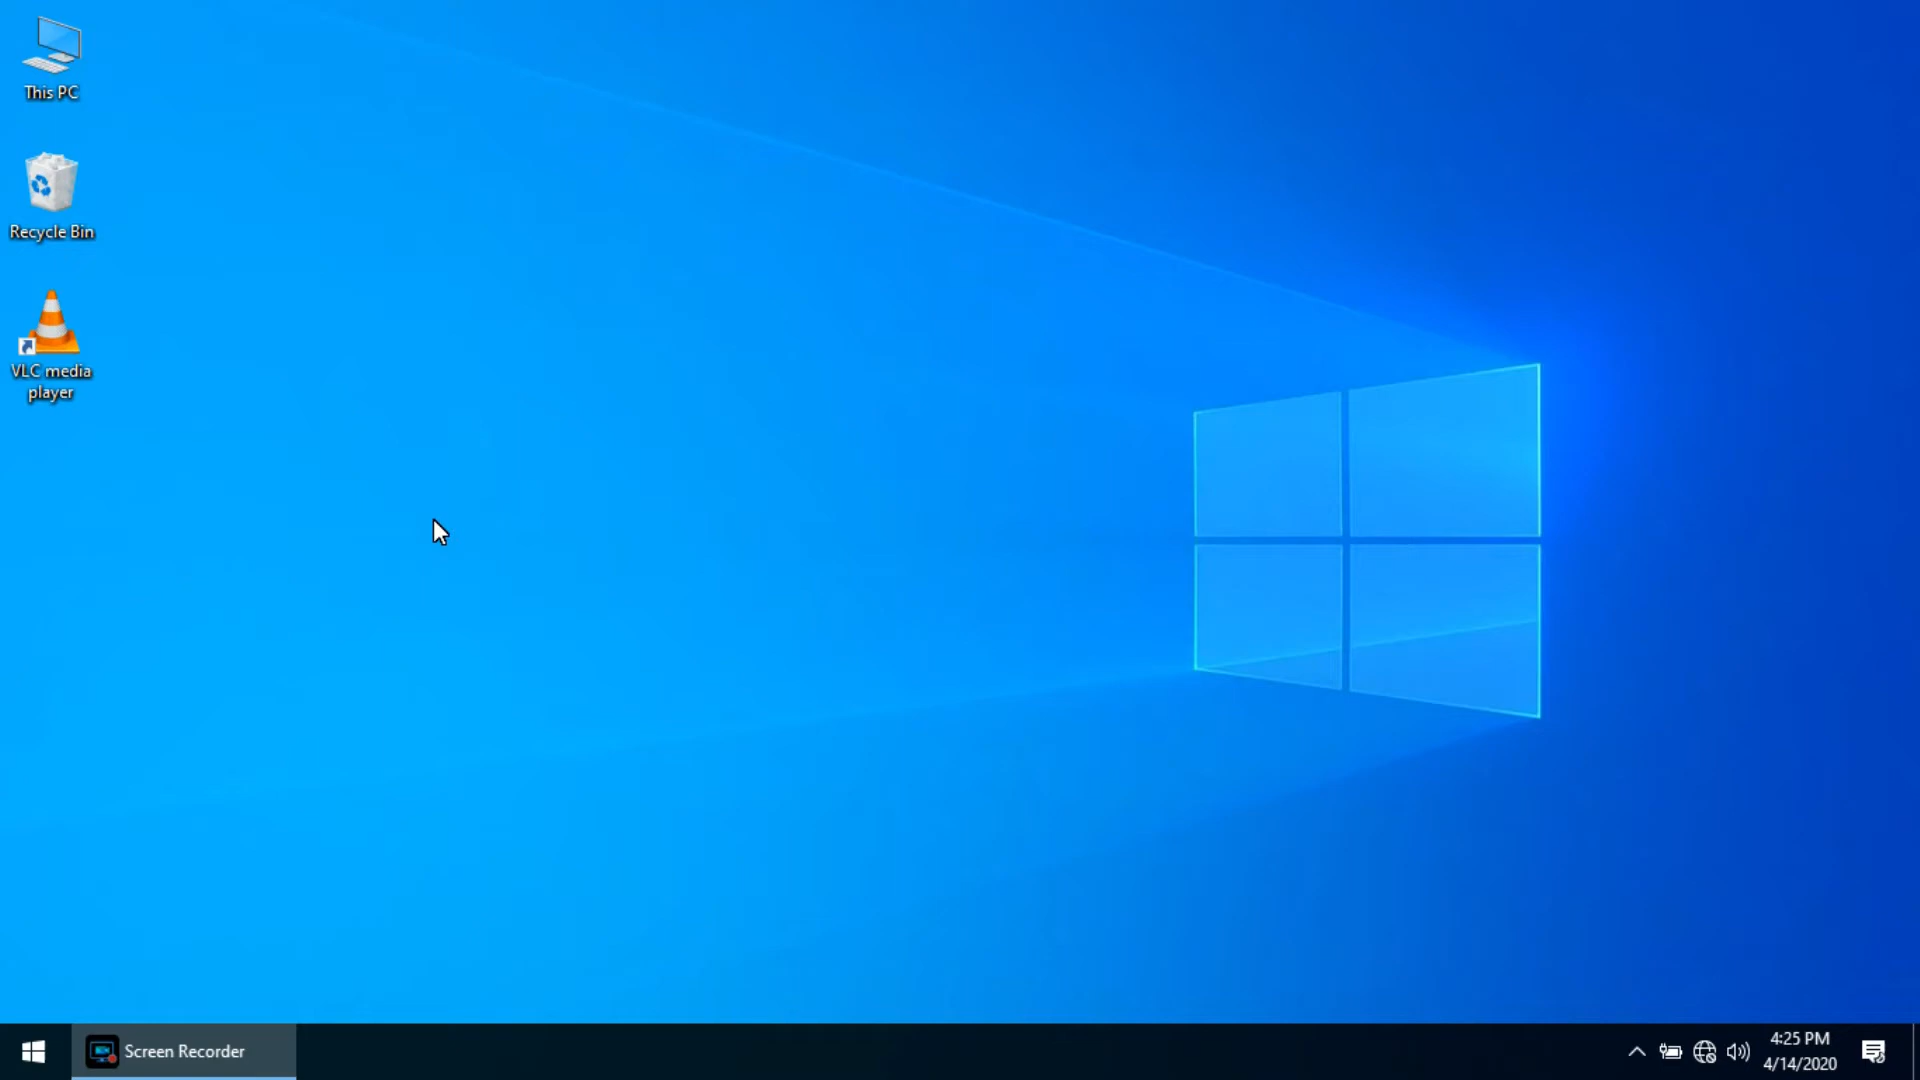 This PC
Recycle Bin
VLC media
player
Screen Recorder
4:25 PM
4/14/2020